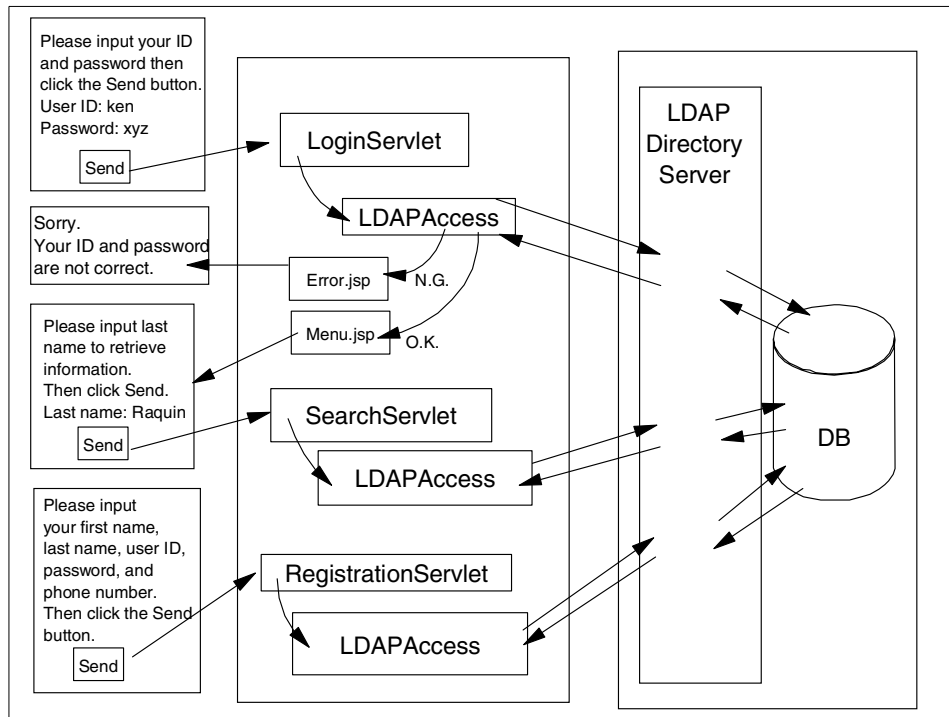 Please input your ID
and password then
click the Send button.
User ID: ken
Password: xyz
Send
Sorry.
Your ID and password
are not correct.
Please input last
name to retrieve
information.
Then click Send.
Last name: Raquin
Send
Please input
your first name,
last name, user ID,
password, and
phone number.
Then click the Send
button.
Send
LoginServlet
LDAPAccess
Error.jsp
N.G.
Menu.jsp
O.K.
SearchServlet
LDAPAccess
RegistrationServlet
LDAPAccess
LDAP
Directory
Server
DB